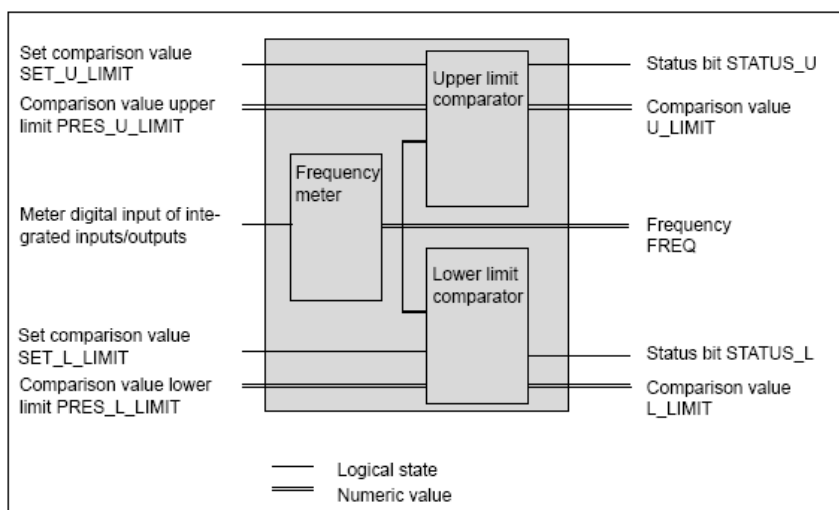 Set comparison value
SET_U_LIMIT
Comparison value upper
limit PRES_U_LIMIT
Meter digital input of inte-
grated inputs/outputs
Set comparison value
SET_L_LIMIT
Comparison value lower
limit PRES_L_LIMIT
Frequency
meter
Upper limit
comparator
Lower limit
comparator
Status bit STATUS_U
Comparison value
U_LIMIT
Frequency
FREQ
Status bit STATUS_L
Comparison value
L_LIMIT
Logical state
Numeric value